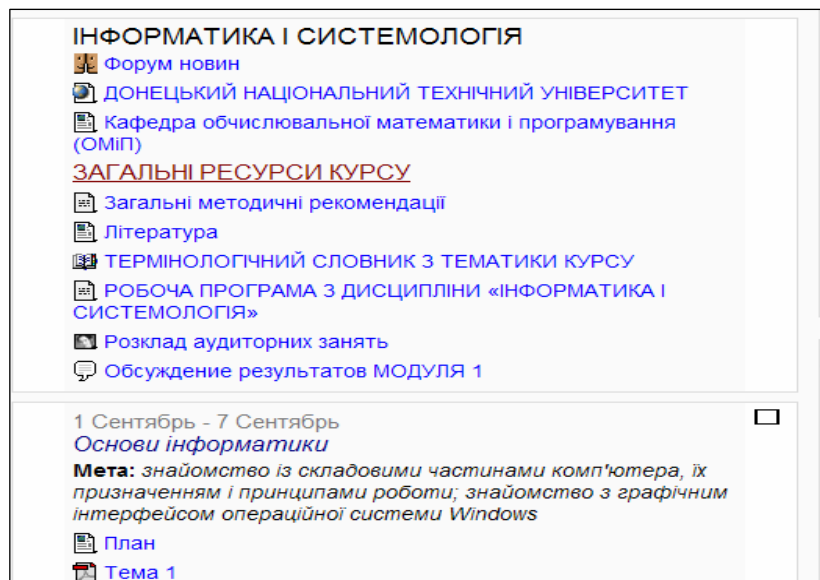 ІНФОРМАТИКА І СИСТЕМОЛОГІЯ
Форум новин
ДОНЕЦЬКИЙ НАЦІОНАЛЬНИЙ ТЕХНІЧНИЙ УНІВЕРСИТЕТ
Кафедра обчислювальної математики і програмування
(ОМіП)
ЗАГАЛЬНІ РЕСУРСИ КУРСУ
Загальні методичні рекомендації
Література
ТЕРМІНОЛОГІЧНИЙ СЛОВНИК З ТЕМАТИКИ КУРСУ
РОБОЧА ПРОГРАМА З ДИСЦИПЛІНИ «ІНФОРМАТИКА І
СИСТЕМОЛОГІЯ»
Розклад аудиторних занять
Обсуждение результатов МОДУЛЯ 1
1 Сентябрь - 7 Сентябрь
Основи інформатики
Мета: знайомство із складовими частинами комп'ютера, їх
призначенням і принципами роботи; знайомство з графічним
інтерфейсом операційної системи Windows
План
Тема 1